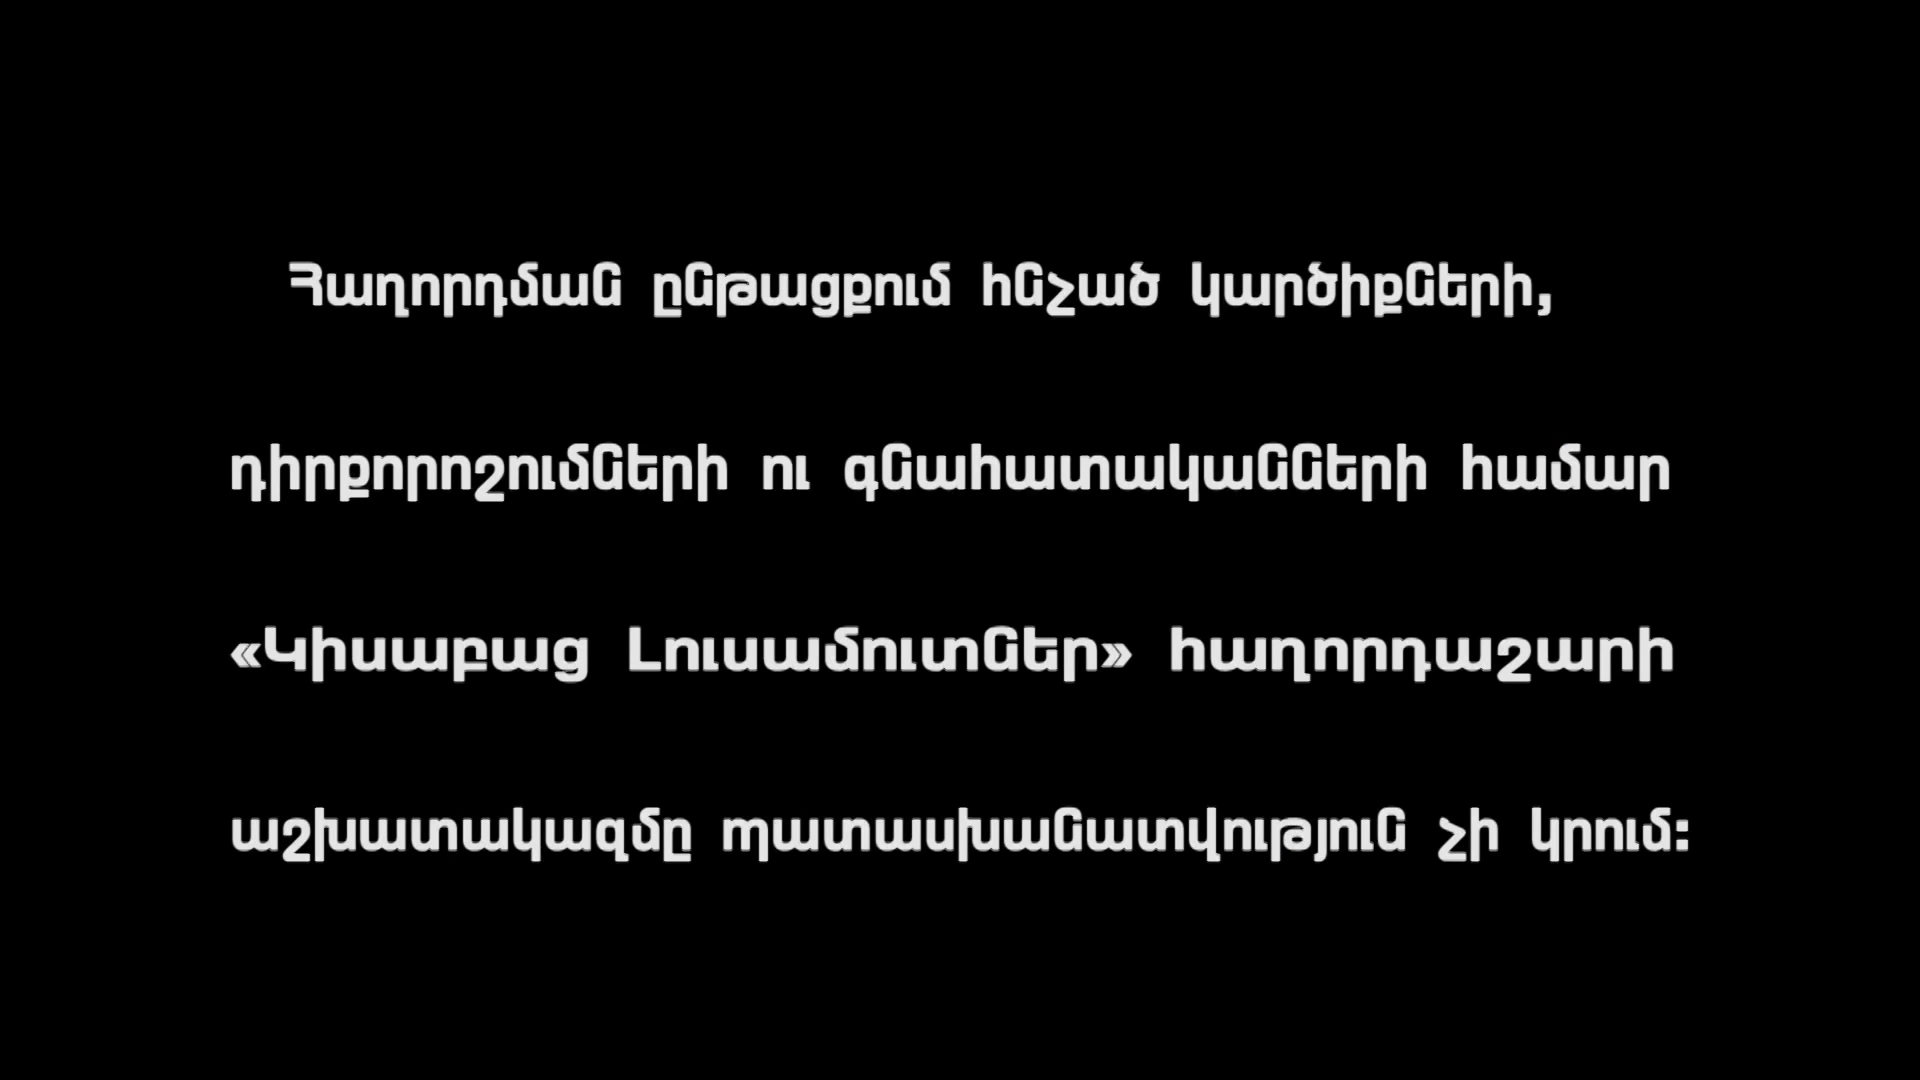 Հաղորդման ընթացքում հնչած կարծիքների,
դիրքորոշումների ու գնահատականների համար
«Կիսաբաց Լուսամուտներ» հաղորդաշարի
աշխատակազմը պատասխանատվություն չի կրում: